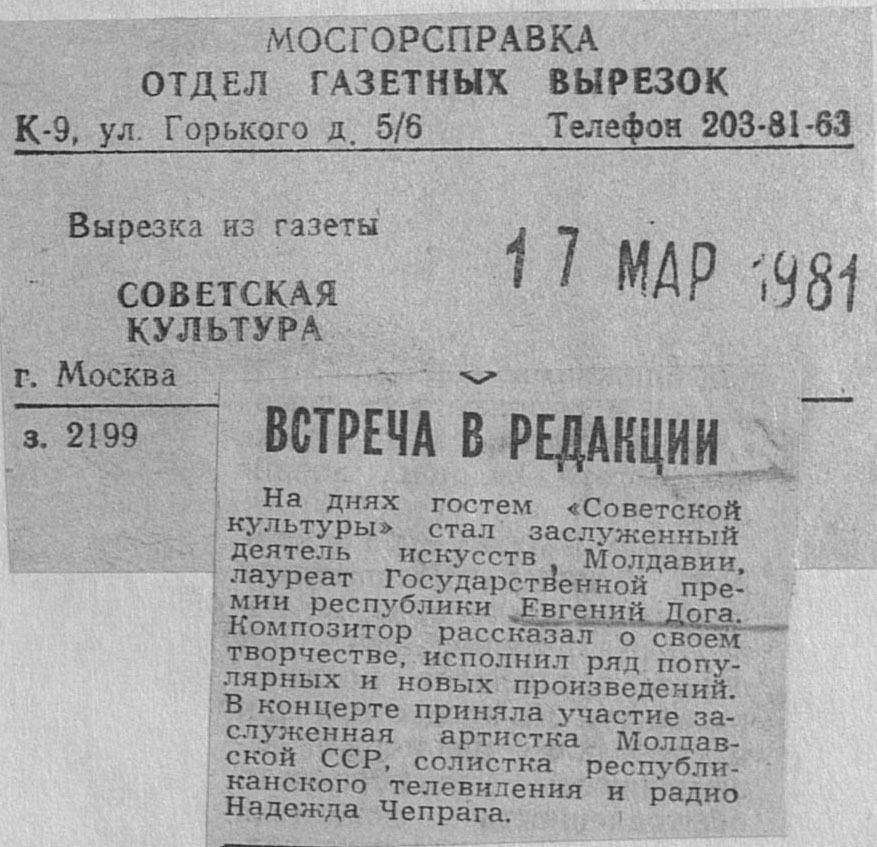 МОСГОРСПРАВКА
ОТДЕЛ ГАЗЕТНЫХ ВЫРЕЗОК
К-9, ул. Горького д. 5/6 Телефон 203-81-63
Вырезка из газеты
17 МАР 1981
СОВЕТСКАЯ
КУЛЬТУРА
г. Москва
з. 2199
ВСТРЕЧА В РЕДАКЦИИ
На днях гостем «Советской
культуры» стал заслуженный
деятель искусств Молдавии,
лауреат Государственной пре-
мии республики Евгений Дога.
Композитор рассказал о своем
творчестве, исполнил ряд попу-
лярных и новых произведений.
В концерте приняла участие за-
служенная артистка Молдав-
ской ССР, солистка республи-
канского телевидения и радио
Надежда Чепрага.